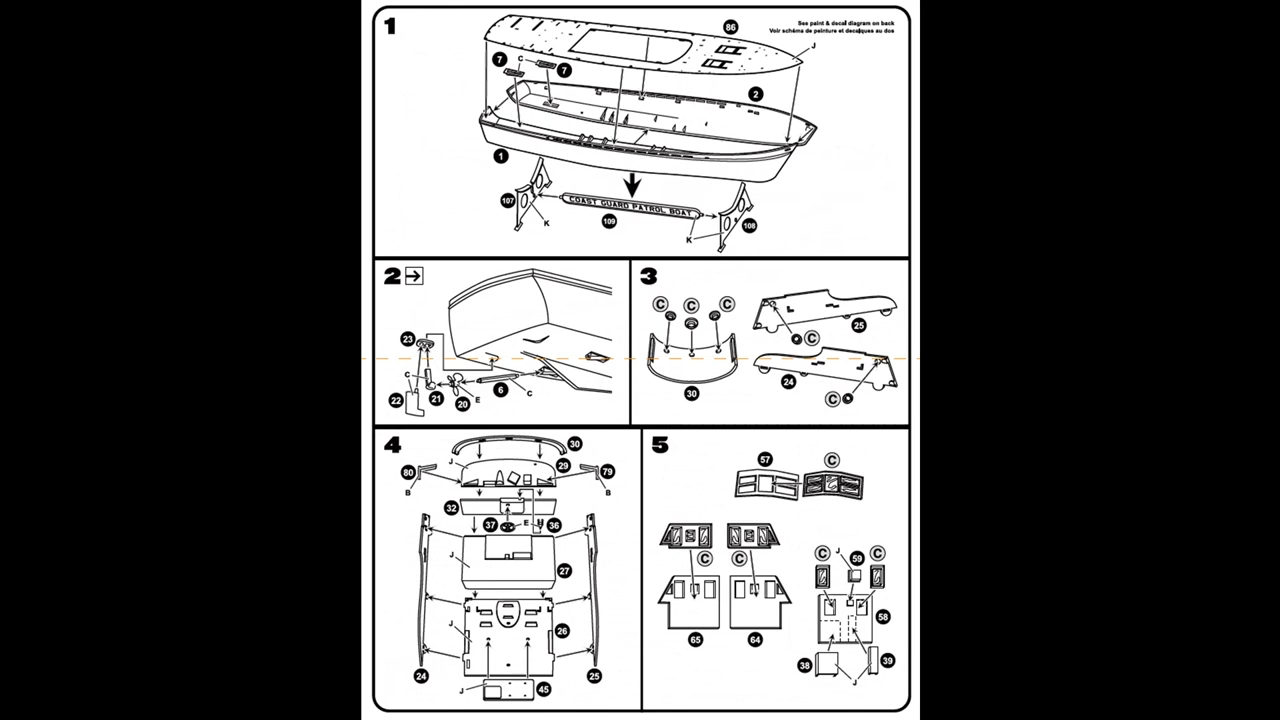 1
See paint & decal diagram on back
Voir schéma de peinture et decalques au dos
86
J
7
C
7
2
1
107
K
COAST GUARD PATROL BOAT
109
K
108
2
23
C
22
21
20
E
6
C
3
C
C
C
30
25
C
24
C
4
30
J
29
80
79
B
B
32
37
E
36
J
27
J
26
24
25
J
45
5
57
C
C
C
65
64
C
J
59
C
58
38
39
J